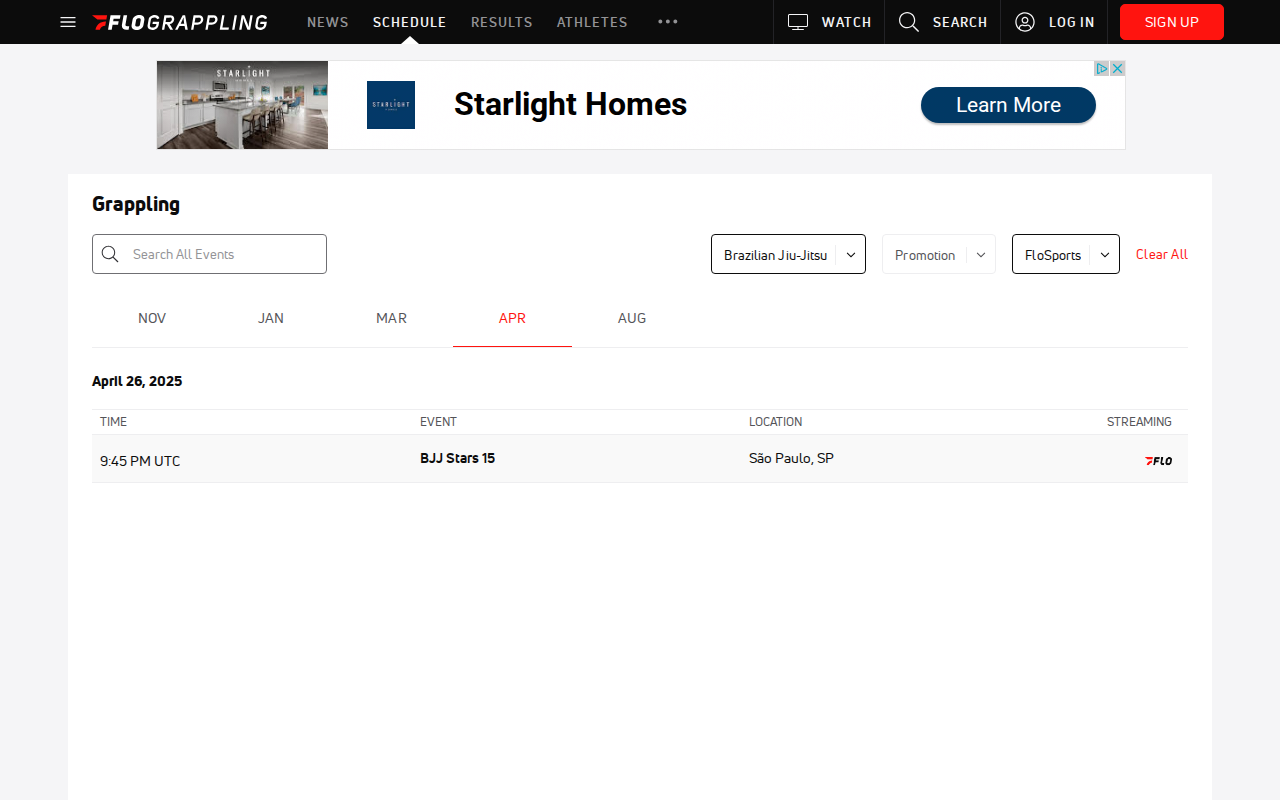 FLOGRAPPLING NEWS SCHEDULE RESULTS ATHLETES WATCH SEARCH LOG IN SIGN UP
STARLIGHT
STARLIGHT
Starlight Homes
Learn More
Grappling
Search All Events
Brazilian Jiu-Jitsu
Promotion
FloSports
Clear All
NOV JAN MAR APR AUG
April 26, 2025
TIME EVENT LOCATION STREAMING
9:45 PM UTC BJJ Stars 15 São Paulo, SP FLO